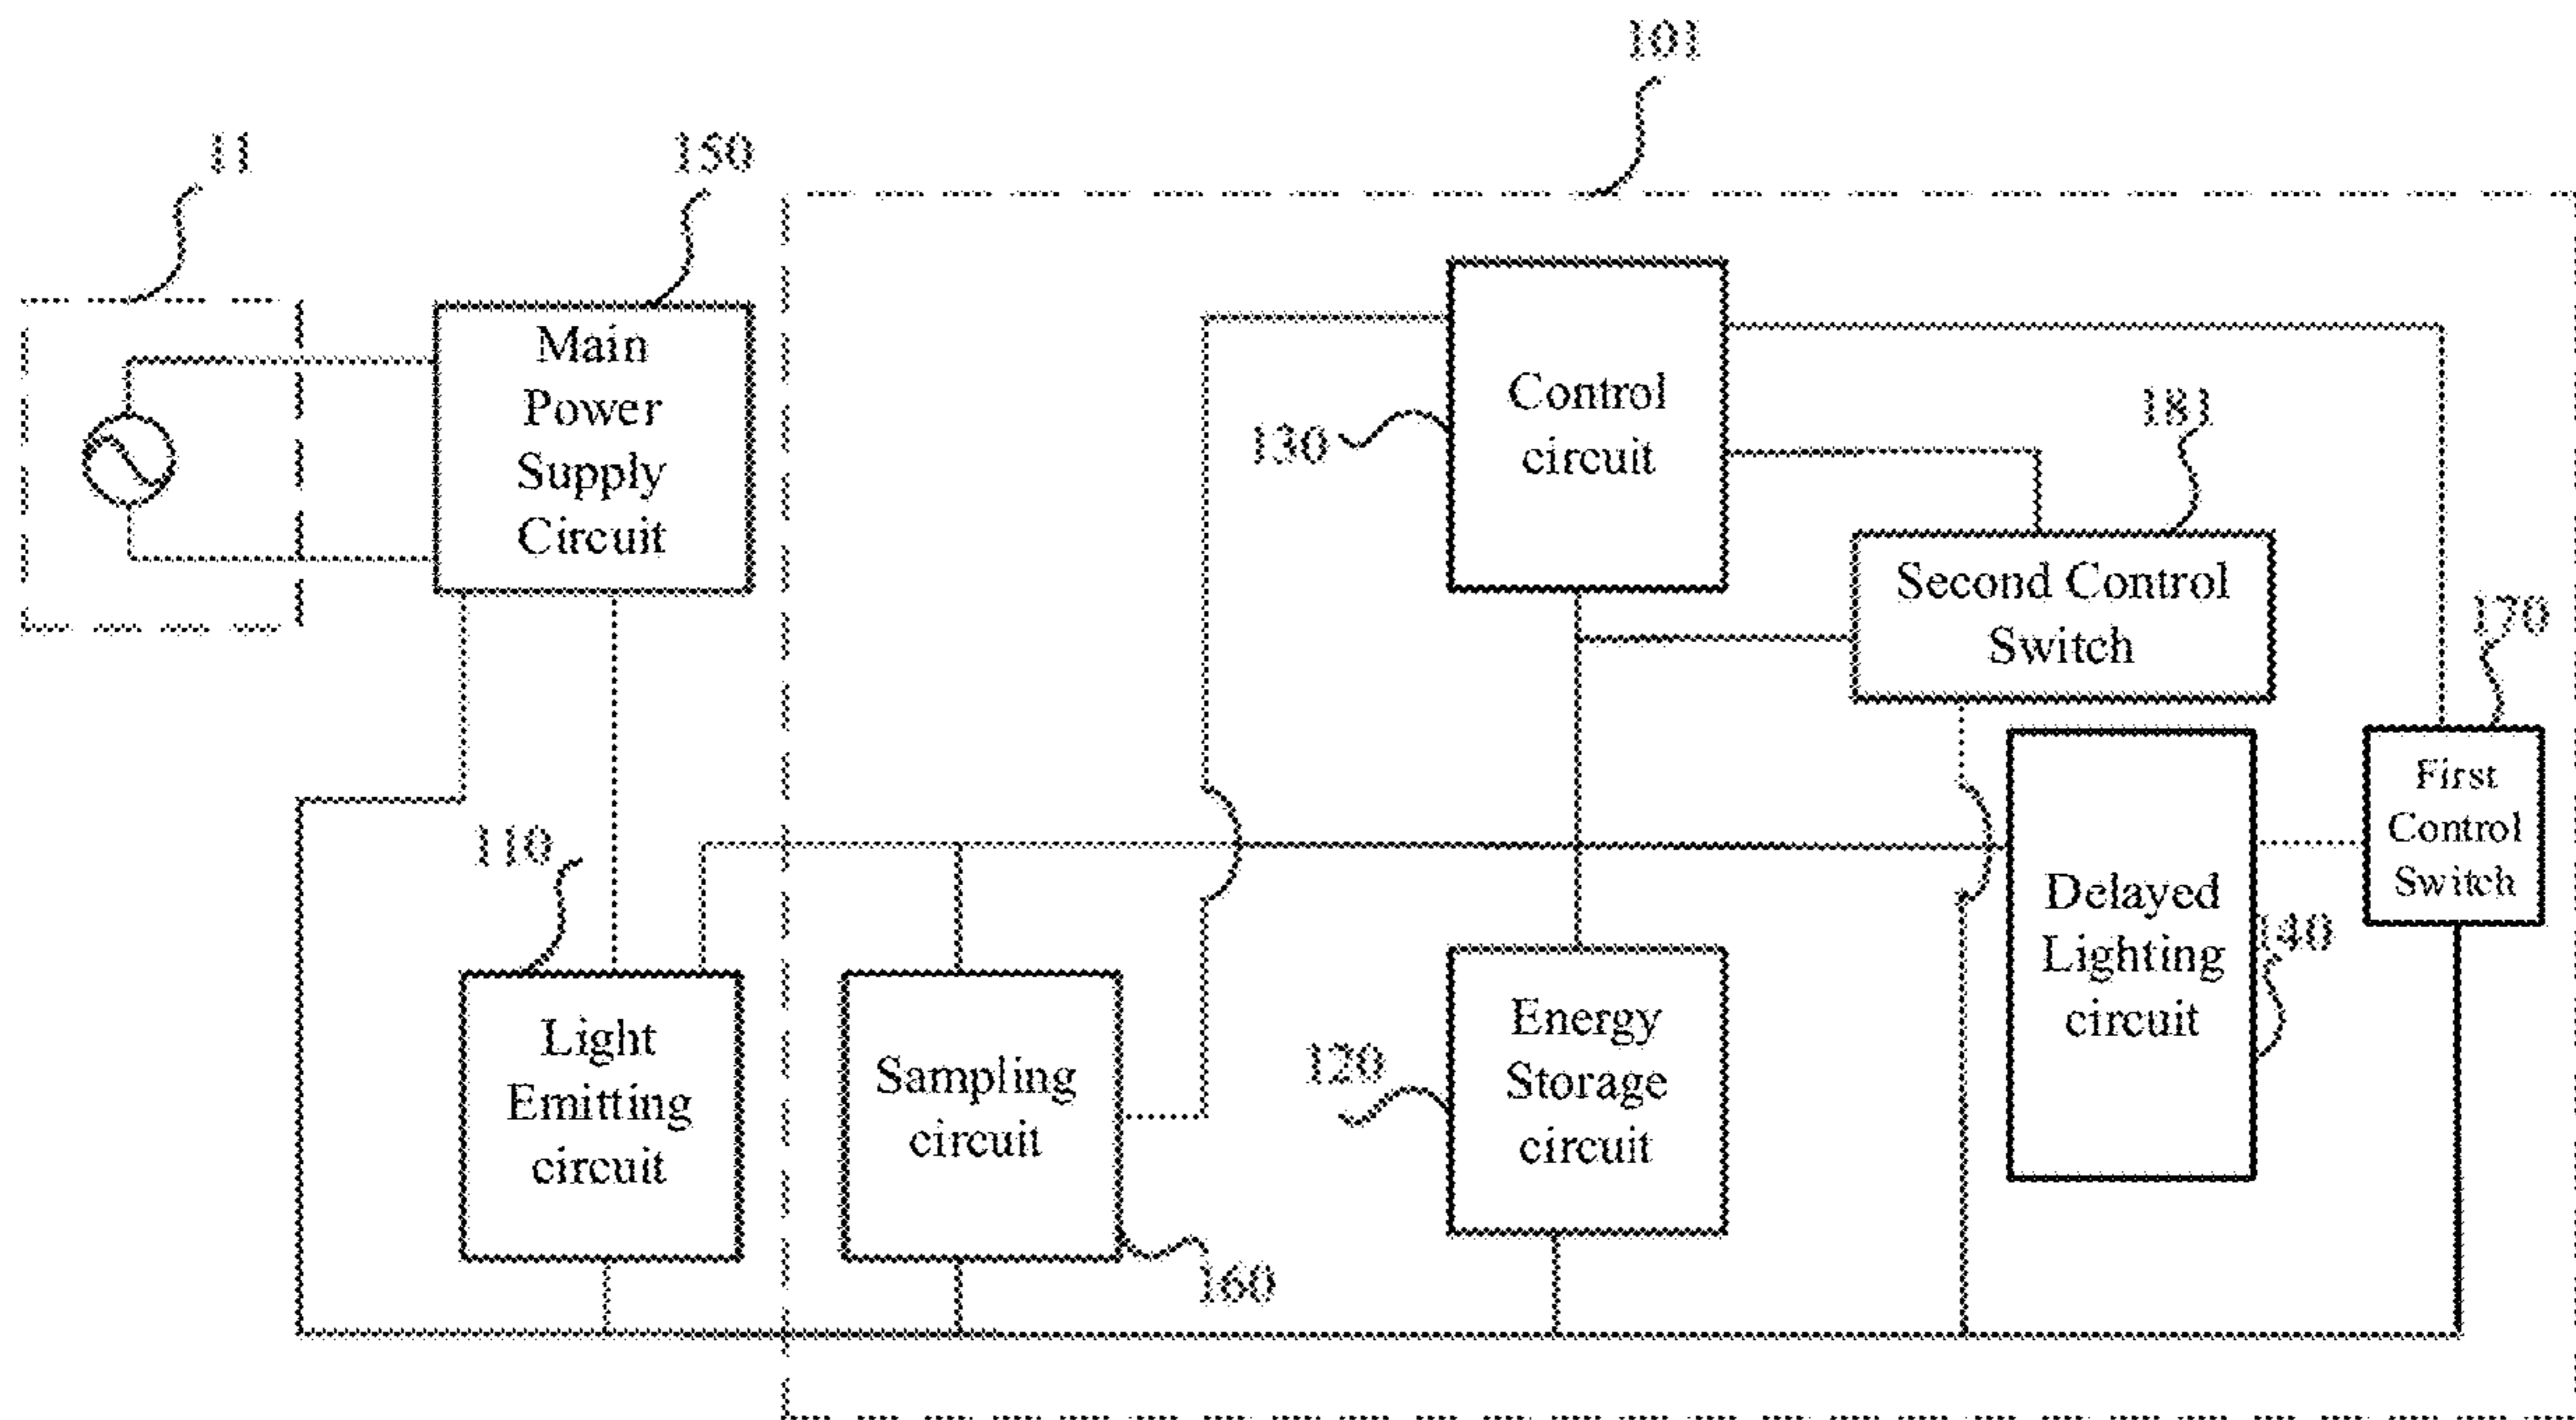 101
11
150
Main
Power
Supply
Circuit
Control
circuit
130
181
Second Control
Switch
170
First
Control
Switch
110
Delayed
Lighting
circuit
140
Light
Emitting
circuit
Sampling
circuit
160
120
Energy
Storage
circuit